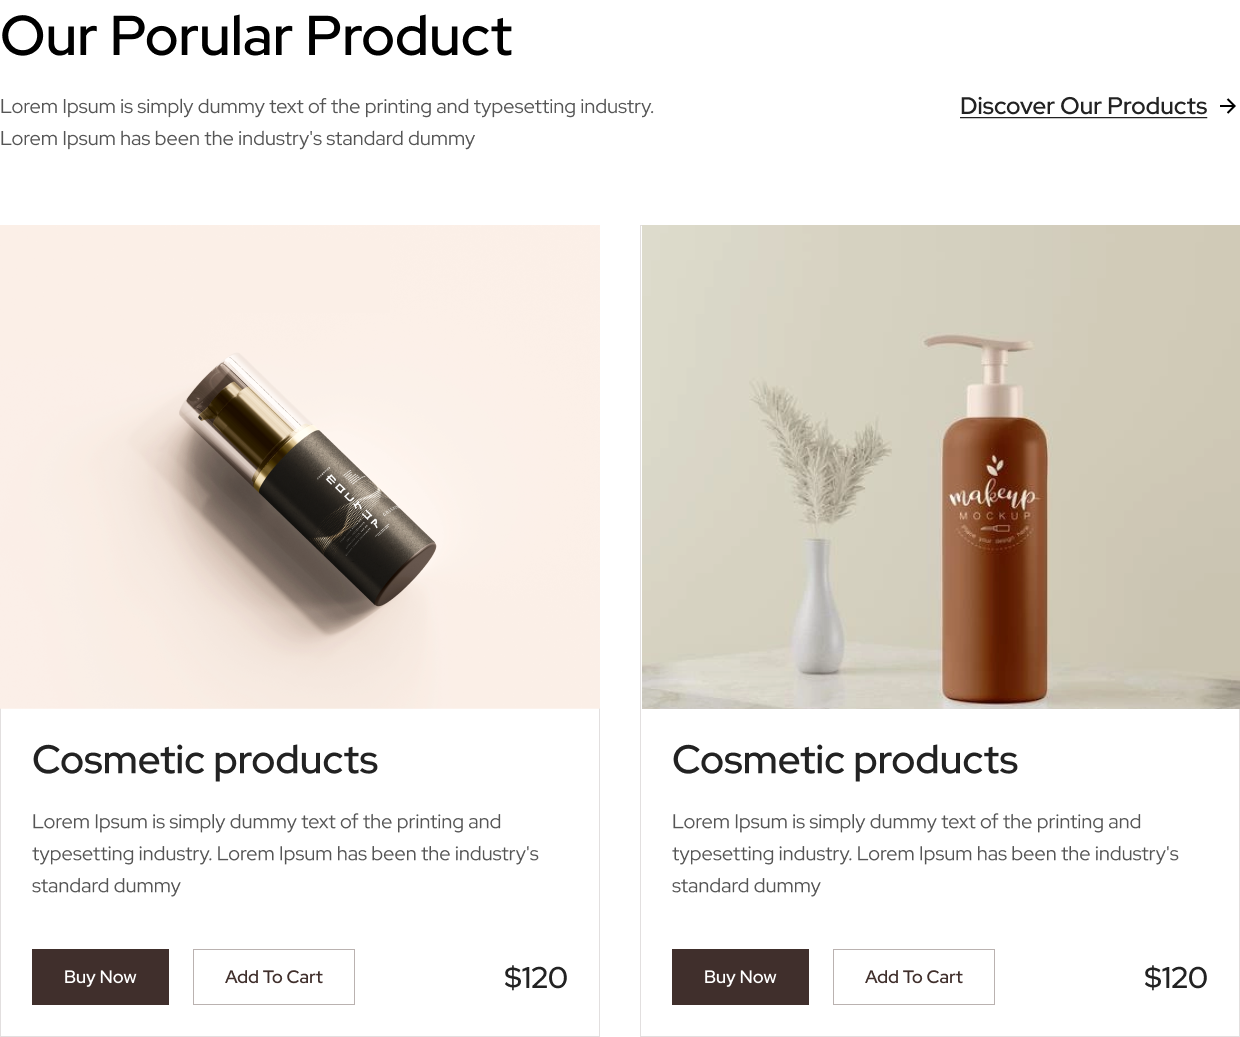 Our Porular Product
Lorem Ipsum is simply dummy text of the printing and typesetting industry.
Lorem Ipsum has been the industry's standard dummy
Discover Our Products
makeup
MOCKUP
place your design here
Cosmetic products
Lorem Ipsum is simply dummy text of the printing and
typesetting industry. Lorem Ipsum has been the industry's
standard dummy
Buy Now
Add To Cart
$120
Cosmetic products
Lorem Ipsum is simply dummy text of the printing and
typesetting industry. Lorem Ipsum has been the industry's
standard dummy
Buy Now
Add To Cart
$120